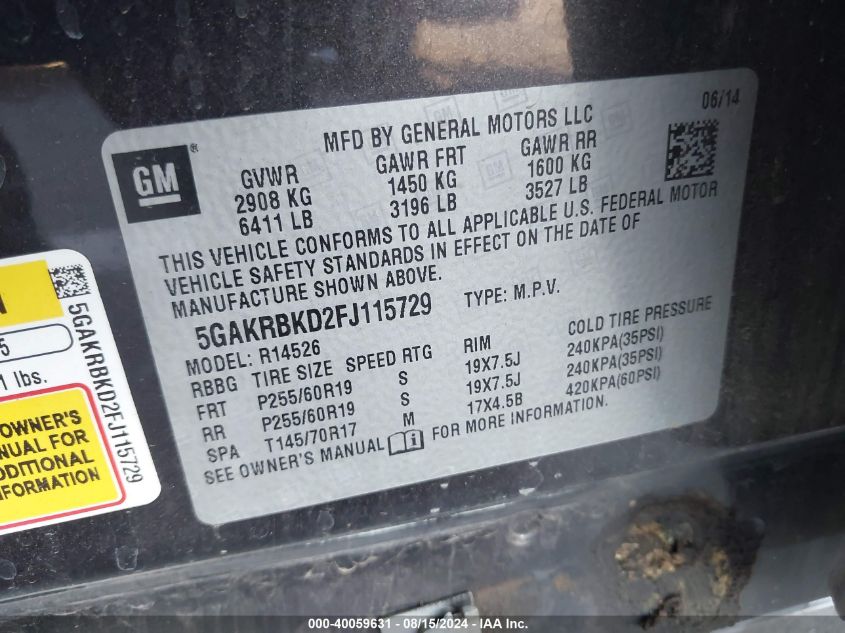 06/14
MFD BY GENERAL MOTORS LLC
GM
®
GVWR GAWR FRT GAWR RR
2908 KG 1450 KG 1600 KG
6411 LB 3196 LB 3527 LB
THIS VEHICLE CONFORMS TO ALL APPLICABLE U.S. FEDERAL MOTOR
VEHICLE SAFETY STANDARDS IN EFFECT ON THE DATE OF
MANUFACTURE SHOWN ABOVE.
5GAKRBKD2FJ115729 TYPE: M.P.V.
MODEL: R14526
RBBG TIRE SIZE SPEED RTG RIM COLD TIRE PRESSURE
FRT P255/60R19 S 19X7.5J 240KPA(35PSI)
RR P255/60R19 S 19X7.5J 240KPA(35PSI)
SPA T145/70R17 M 17X4.5B 420KPA(60PSI)
SEE OWNER'S MANUAL FOR MORE INFORMATION.
5
lbs.
OWNER'S
FOR
INFORMATION
5GAKRBKD2FJ115729
000-40059631 - 08/15/2024 - IAA Inc.